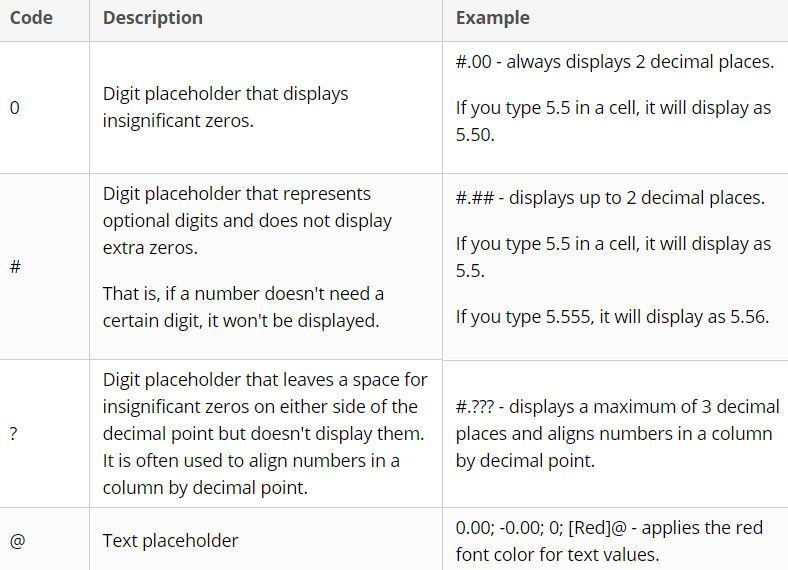 Code Description Example
0
Digit placeholder that displays
insignificant zeros.
#.00 - always displays 2 decimal places.
If you type 5.5 in a cell, it will display as
5.50.
#
Digit placeholder that represents
optional digits and does not display
extra zeros.
That is, if a number doesn't need a
certain digit, it won't be displayed.
#.## - displays up to 2 decimal places.
If you type 5.5 in a cell, it will display as
5.5.
If you type 5.555, it will display as 5.56.
?
Digit placeholder that leaves a space for
insignificant zeros on either side of the
decimal point but doesn't display them.
It is often used to align numbers in a
column by decimal point.
#.??? - displays a maximum of 3 decimal
places and aligns numbers in a column
by decimal point.
@
Text placeholder
0.00; -0.00; 0; [Red]@ - applies the red
font color for text values.